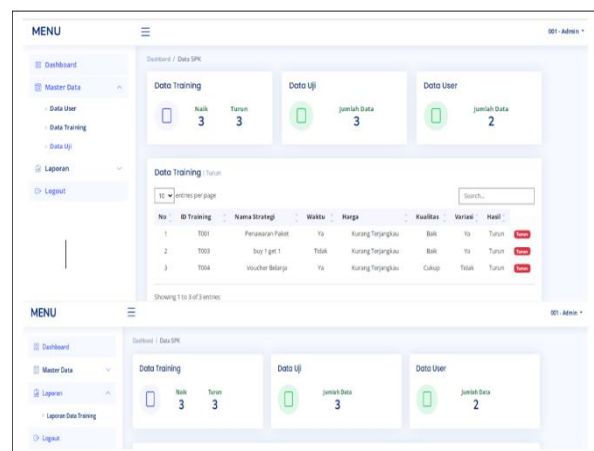 MENU
001 - Admin
Dashboard
Master Data
Data User
Data Training
Data Uji
Laporan
Logout
Dashboard / Data SPK
Data Training
Naik Turun
3 3
Data Uji
Jumlah Data
3
Data User
Jumlah Data
2
Data Training / Turun
10 entries per page
Search...
No ID Training Nama Strategi Waktu Harga Kualitas Variasi Hasil
1 T001 Penawaran Paket Ya Kurang Terjangkau Baik Ya Turun Turun
2 T003 buy 1 get 1 Tidak Kurang Terjangkau Baik Ya Turun Turun
3 T004 Voucher Belanja Ya Kurang Terjangkau Cukup Tidak Turun Turun
Showing 1 to 3 of 3 entries
MENU
001 - Admin
Dashboard
Master Data
Laporan
Laporan Data Training
Logout
Dashboard / Data SPK
Data Training
Naik Turun
3 3
Data Uji
Jumlah Data
3
Data User
Jumlah Data
2